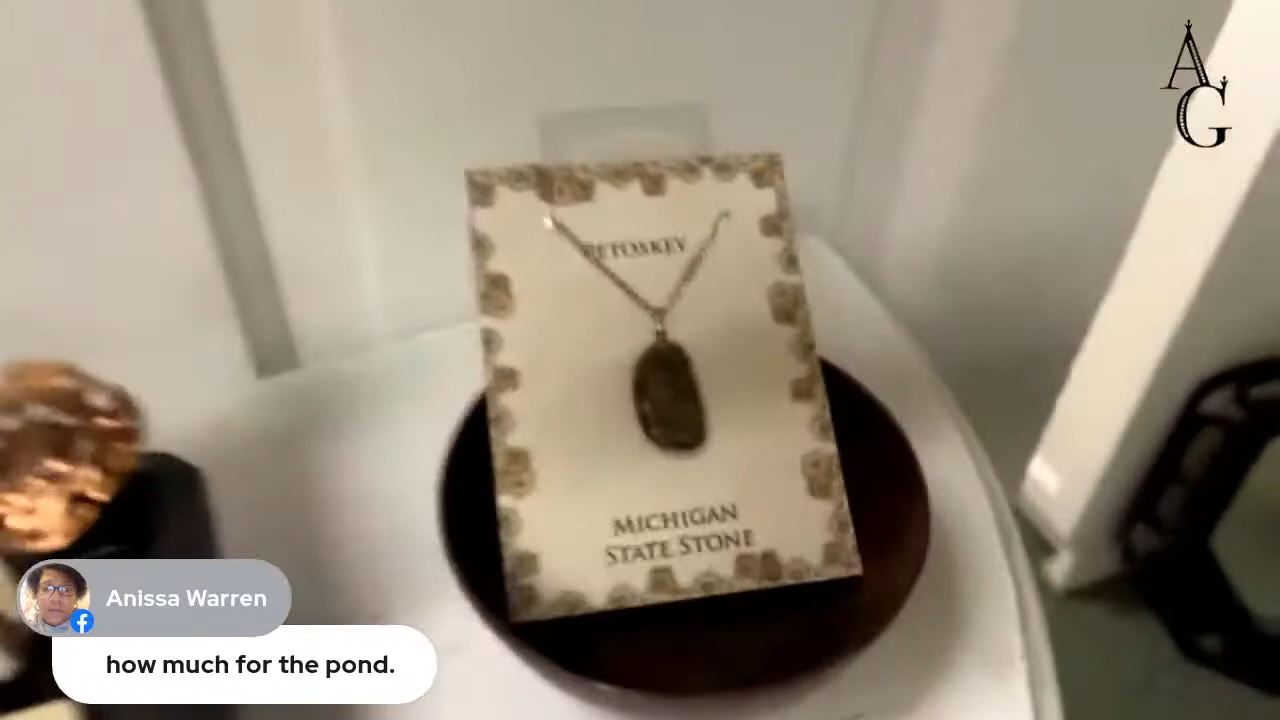 A
G
PETOSKEY
MICHIGAN
STATE STONE
Anissa Warren
how much for the pond.